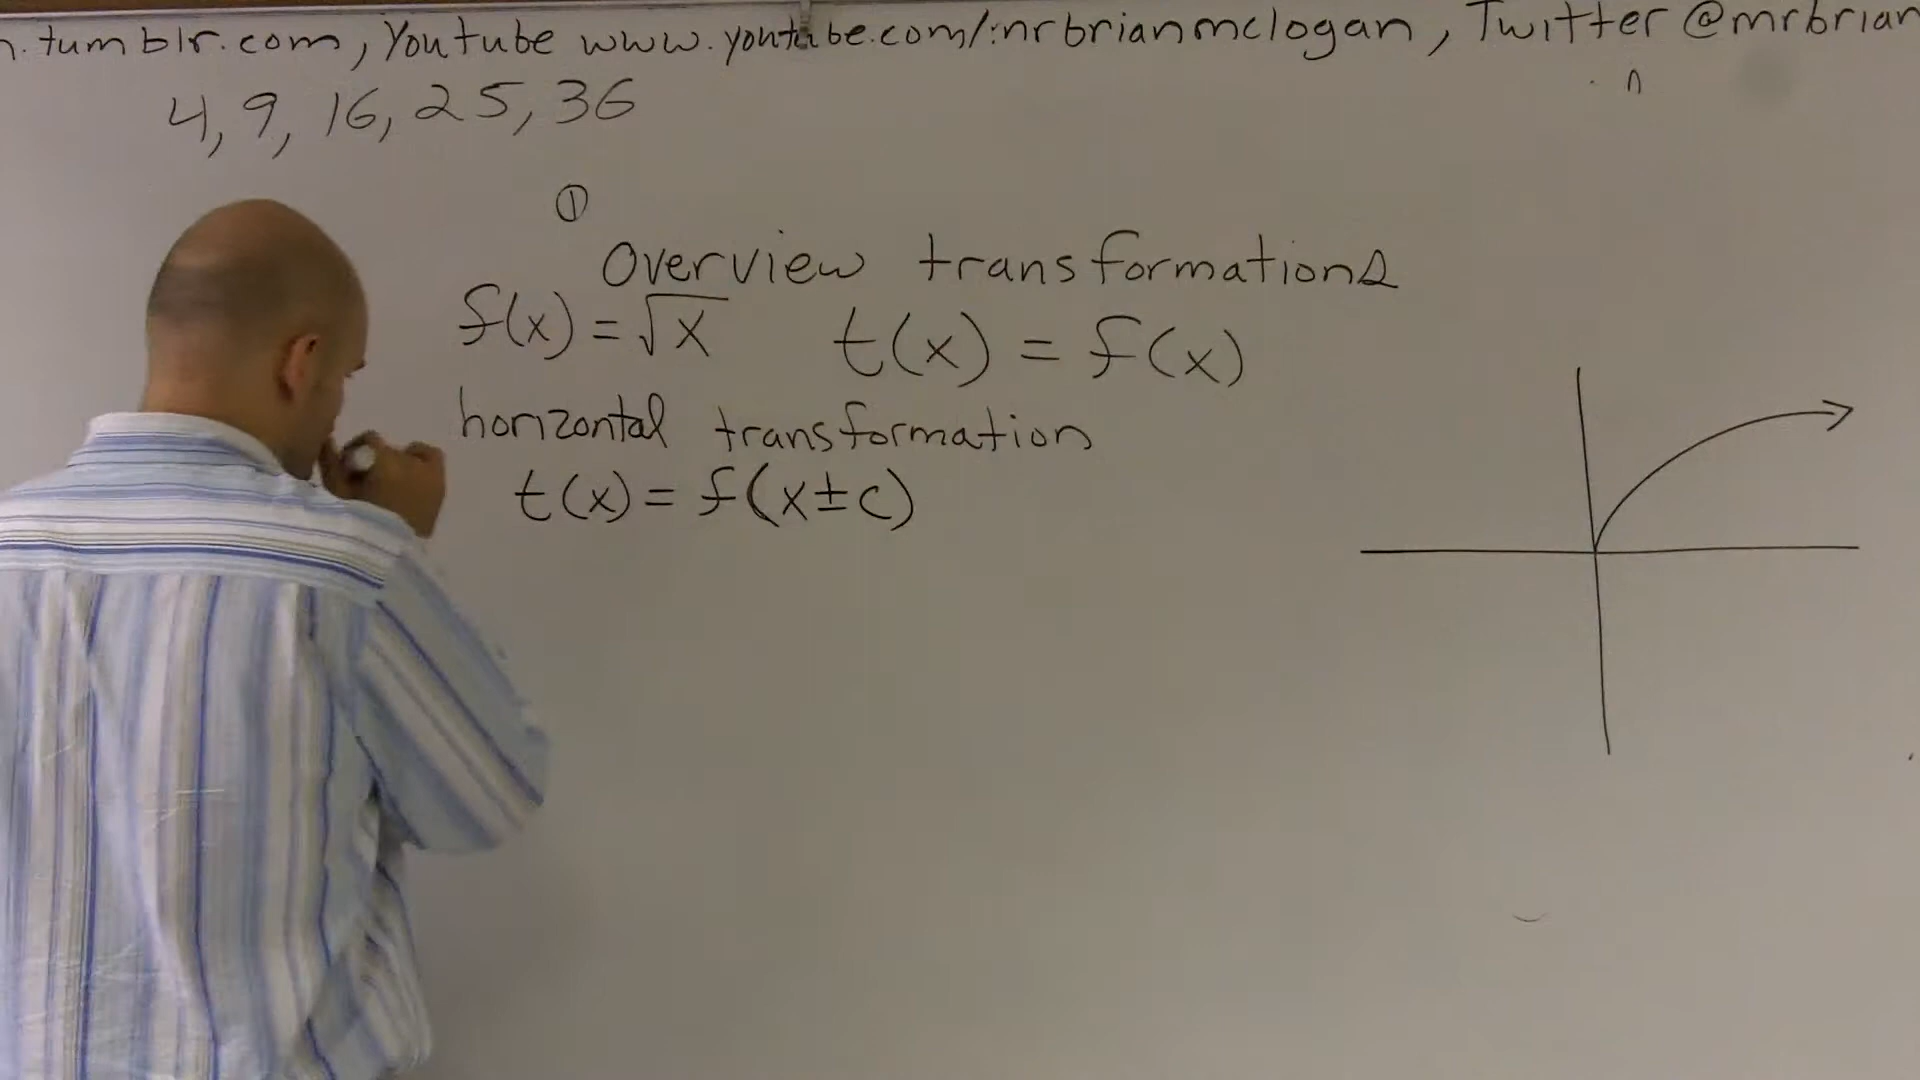 n.tumblr.com, Youtube www.youtube.com/mrbrianmclogan, Twitter @mrbrian
4, 9, 16, 25, 36
①
Overview transformations
f(x) = √x t(x) = f(x)
horizontal transformation
t(x) = f(x±c)